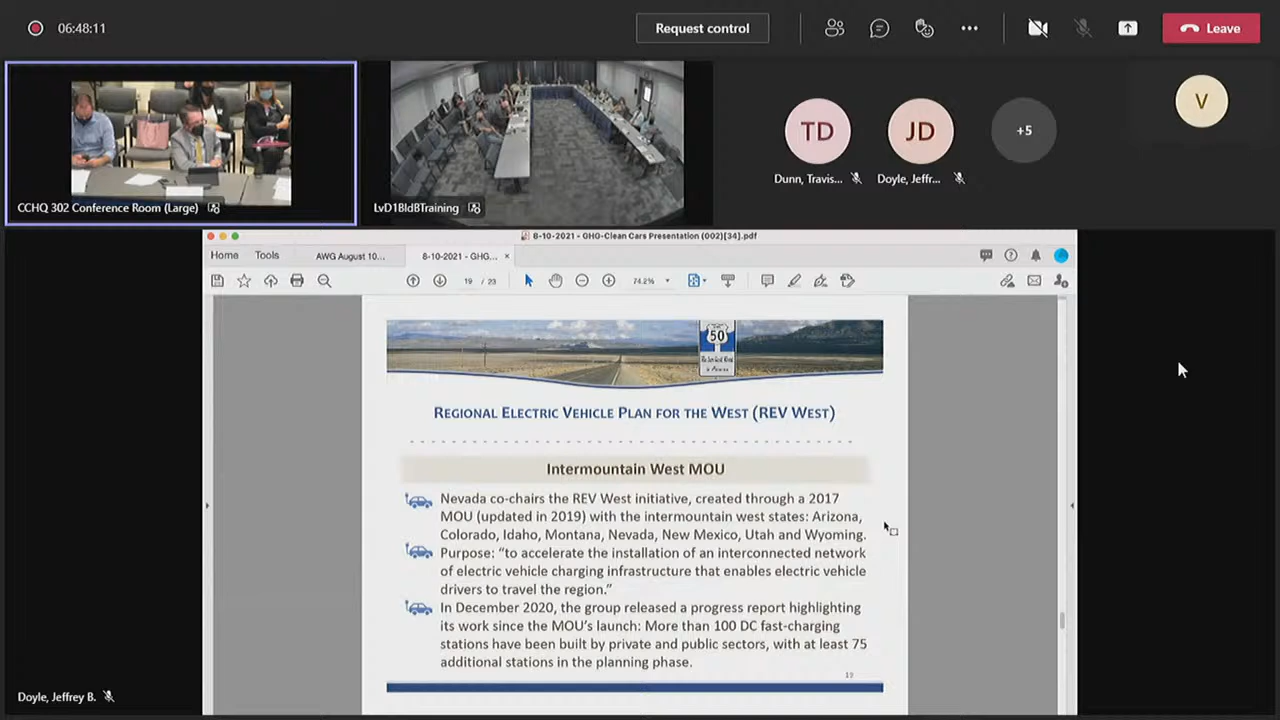 06:48:11
Request control
Leave
CCHQ 302 Conference Room (Large)
LvD1BldBTraining
TD
JD
+5
V
Dunn, Travis...
Doyle, Jeffr...
8-10-2021 - GHG-Clean Cars Presentation (002)[34].pdf
Home
Tools
AWG August 10...
8-10-2021 - GHG...
19 / 23
74.2%
50
REGIONAL ELECTRIC VEHICLE PLAN FOR THE WEST (REV WEST)
Intermountain West MOU
Nevada co-chairs the REV West initiative, created through a 2017
MOU (updated in 2019) with the intermountain west states: Arizona,
Colorado, Idaho, Montana, Nevada, New Mexico, Utah and Wyoming.
Purpose: “to accelerate the installation of an interconnected network
of electric vehicle charging infrastructure that enables electric vehicle
drivers to travel the region.”
In December 2020, the group released a progress report highlighting
its work since the MOU’s launch: More than 100 DC fast-charging
stations have been built by private and public sectors, with at least 75
additional stations in the planning phase.
19
Doyle, Jeffrey B.